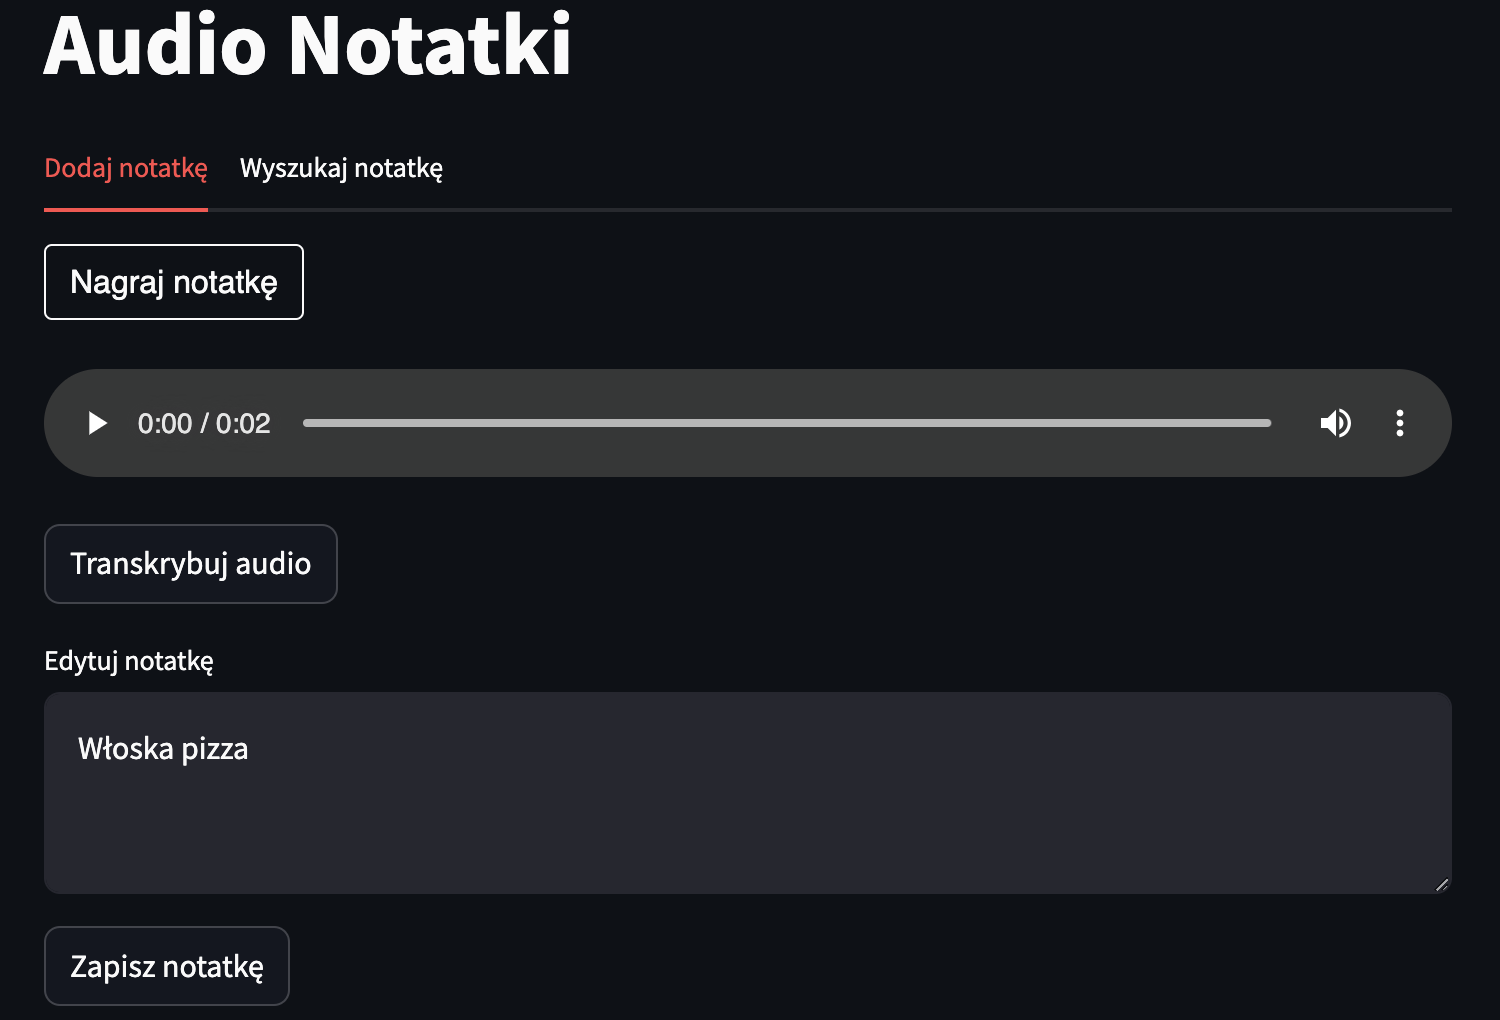 Audio Notatki
Dodaj notatkę Wyszukaj notatkę
Nagraj notatkę
0:00 / 0:02
Transkrybuj audio
Edytuj notatkę
Włoska pizza
Zapisz notatkę